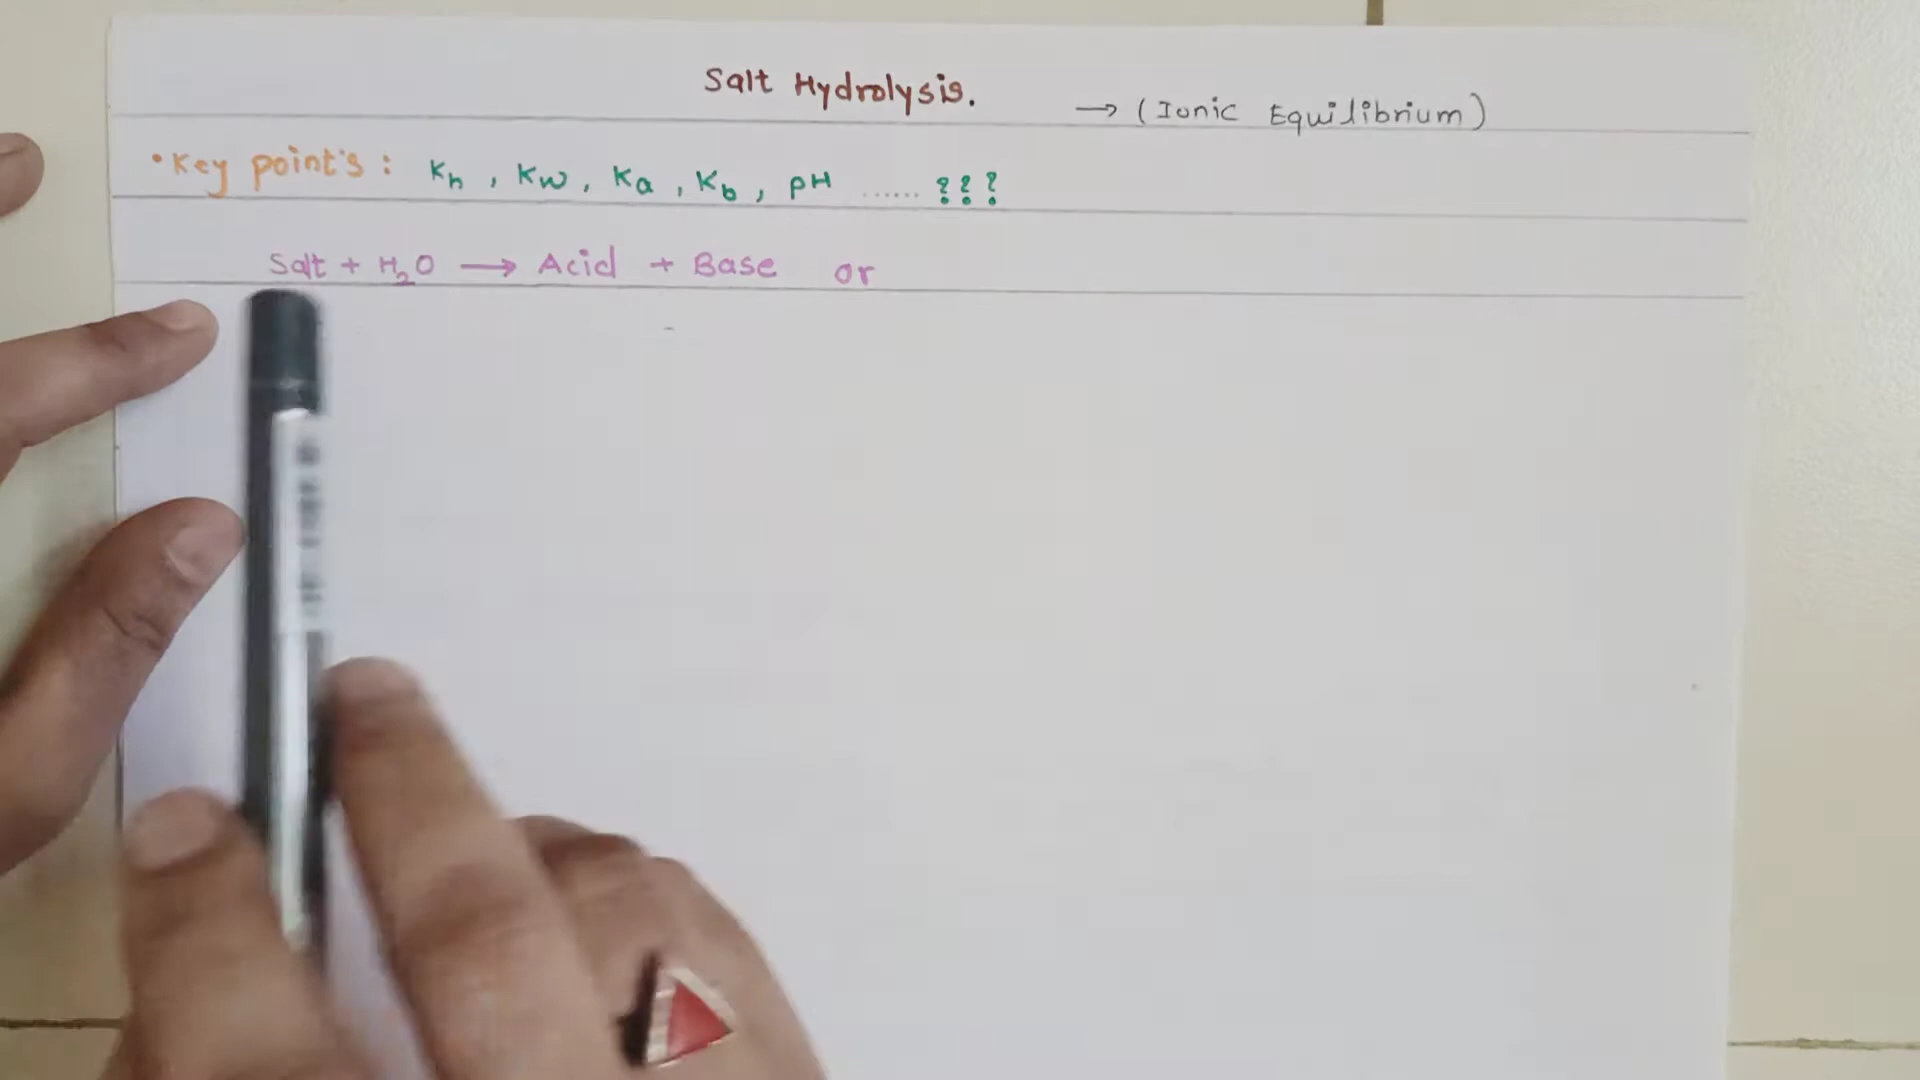 Salt Hydrolysis.
→ (Ionic Equilibrium)
• Key point's : Kh , Kw , Ka , Kb , pH ...... ???
Salt + H₂O → Acid + Base or